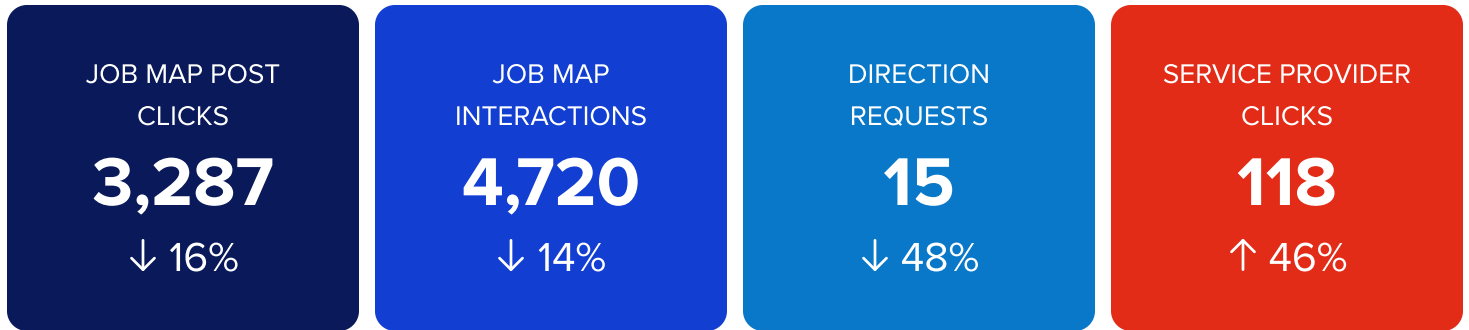 JOB MAP POST
CLICKS
3,287
↓ 16%
JOB MAP
INTERACTIONS
4,720
↓ 14%
DIRECTION
REQUESTS
15
↓ 48%
SERVICE PROVIDER
CLICKS
118
↑ 46%